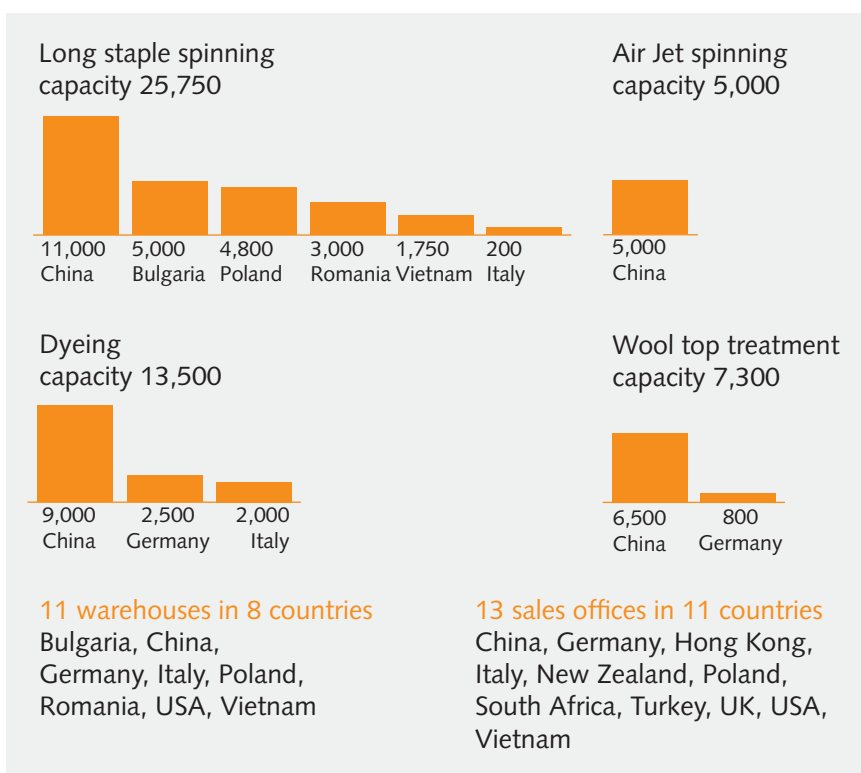 Long staple spinning
capacity 25,750
11,000 5,000 4,800 3,000 1,750 200
China Bulgaria Poland Romania Vietnam Italy
Air Jet spinning
capacity 5,000
5,000
China
Dyeing
capacity 13,500
9,000 2,500 2,000
China Germany Italy
Wool top treatment
capacity 7,300
6,500 800
China Germany
11 warehouses in 8 countries
Bulgaria, China,
Germany, Italy, Poland,
Romania, USA, Vietnam
13 sales offices in 11 countries
China, Germany, Hong Kong,
Italy, New Zealand, Poland,
South Africa, Turkey, UK, USA,
Vietnam